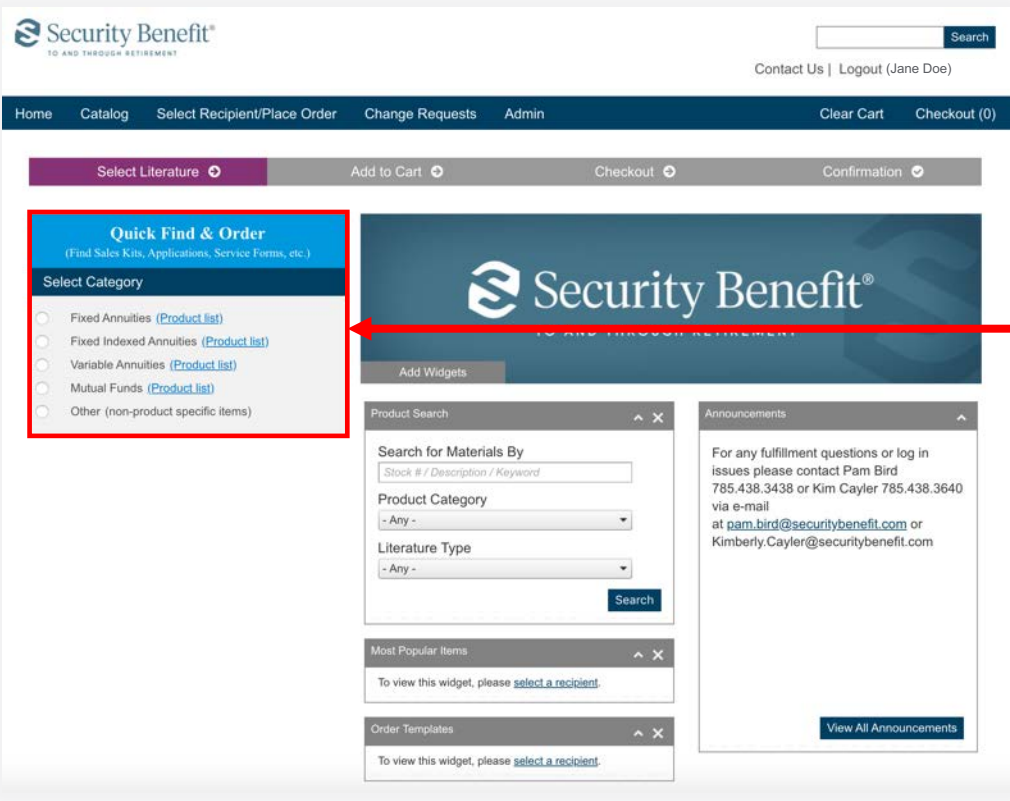 Security Benefit®
TO AND THROUGH RETIREMENT
Search
Contact Us | Logout (Jane Doe)
Home Catalog Select Recipient/Place Order Change Requests Admin Clear Cart Checkout (0)
Select Literature Add to Cart Checkout Confirmation
Quick Find & Order
(Find Sales Kits, Applications, Service Forms, etc.)
Select Category
Fixed Annuities (Product list)
Fixed Indexed Annuities (Product list)
Variable Annuities (Product list)
Mutual Funds (Product list)
Other (non-product specific items)
Security Benefit®
TO AND THROUGH RETIREMENT
Add Widgets
Product Search
Search for Materials By
Stock # / Description / Keyword
Product Category
- Any -
Literature Type
- Any -
Search
Most Popular Items
To view this widget, please select a recipient.
Order Templates
To view this widget, please select a recipient.
Announcements
For any fulfillment questions or log in
issues please contact Pam Bird
785.438.3438 or Kim Cayler 785.438.3640
via e-mail
at pam.bird@securitybenefit.com or
Kimberly.Cayler@securitybenefit.com
View All Announcements